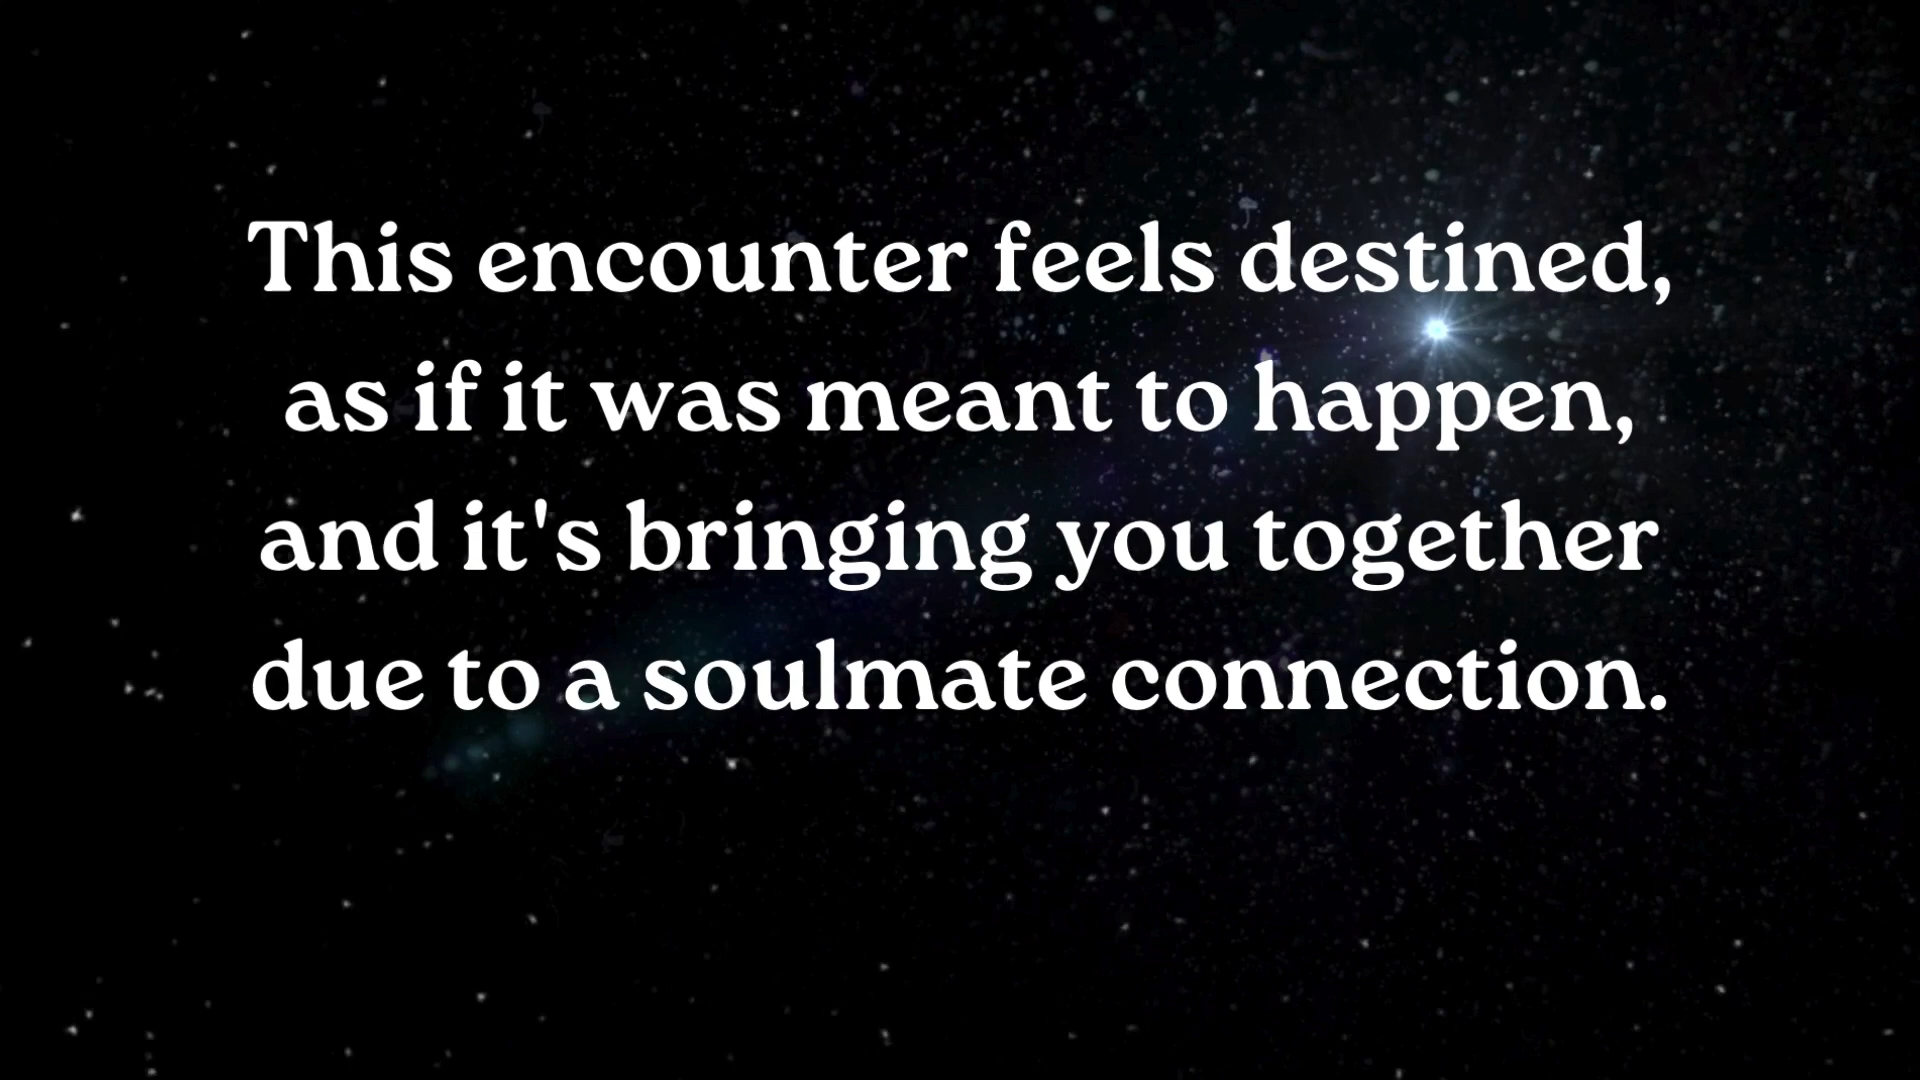 This encounter feels destined,
as if it was meant to happen,
and it's bringing you together
due to a soulmate connection.